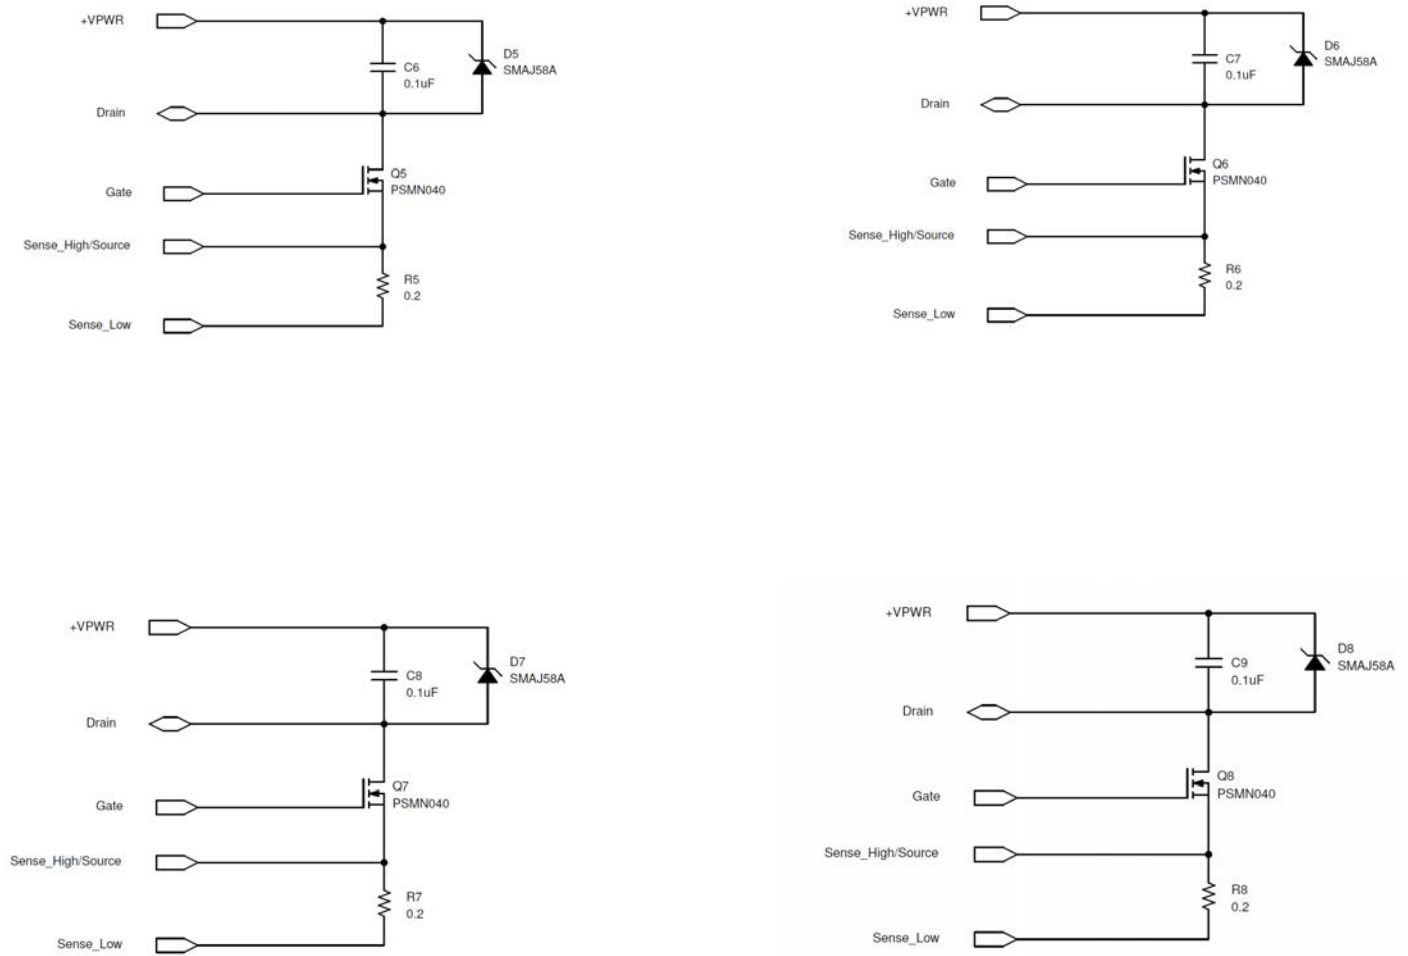 +VPWR
D5
SMAJ58A
C6
0.1uF
Drain
Q5
PSMN040
Gate
Sense_High/Source
R5
0.2
Sense_Low
+VPWR
D6
SMAJ58A
C7
0.1uF
Drain
Q6
PSMN040
Gate
Sense_High/Source
R6
0.2
Sense_Low
+VPWR
D7
SMAJ58A
C8
0.1uF
Drain
Q7
PSMN040
Gate
Sense_High/Source
R7
0.2
Sense_Low
+VPWR
D8
SMAJ58A
C9
0.1uF
Drain
Q8
PSMN040
Gate
Sense_High/Source
R8
0.2
Sense_Low